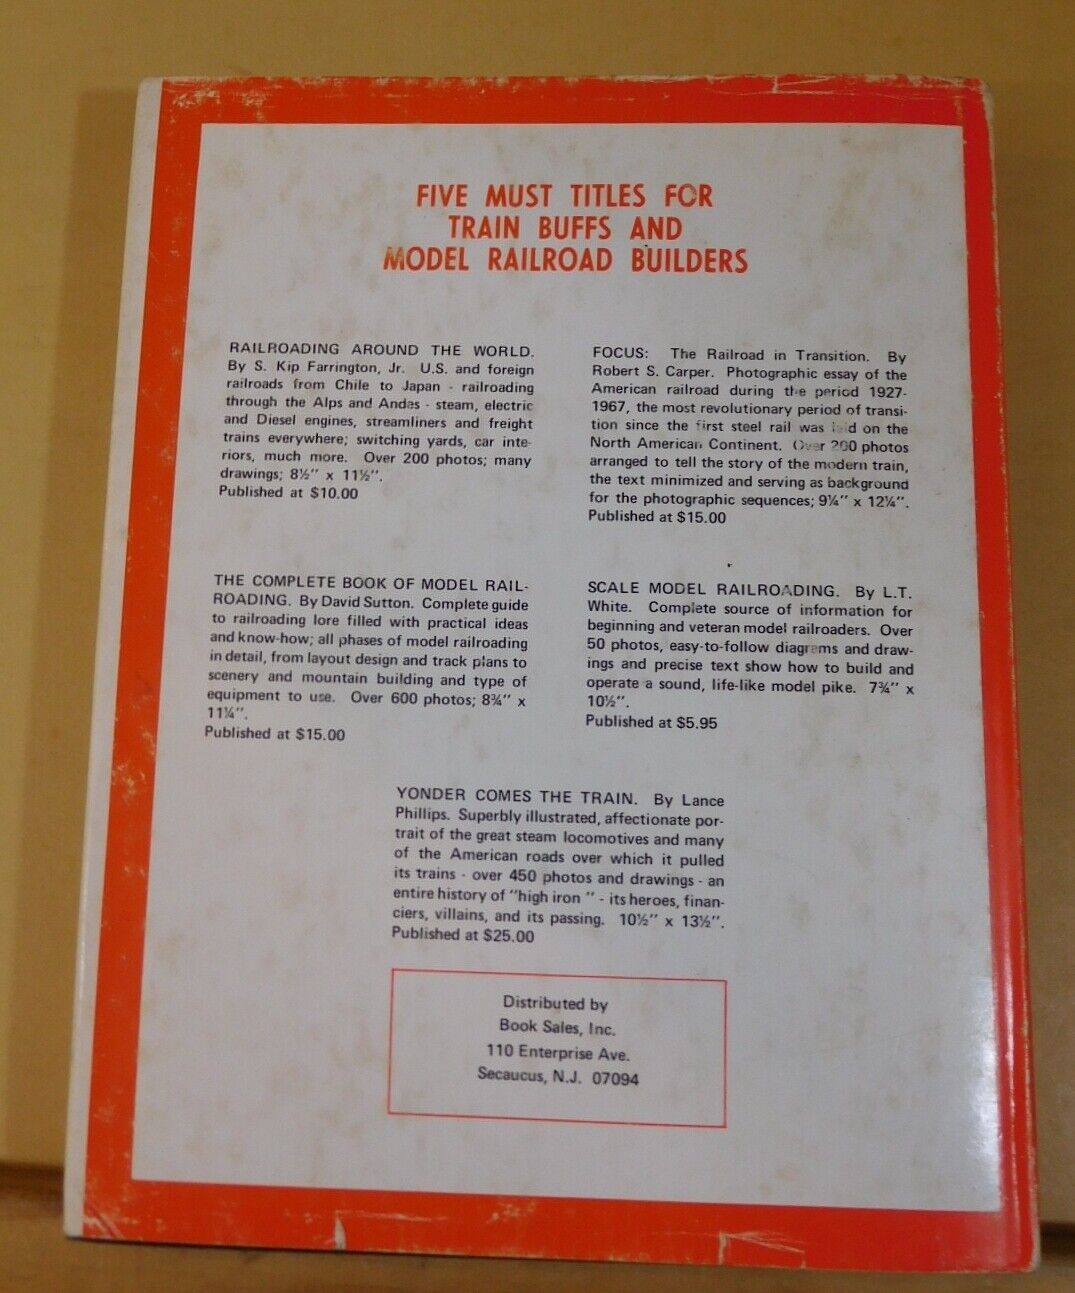 FIVE MUST TITLES FOR
TRAIN BUFFS AND
MODEL RAILROAD BUILDERS
RAILROADING AROUND THE WORLD.
By S. Kip Farrington, Jr. U.S. and foreign
railroads from Chile to Japan - railroading
through the Alps and Andes - steam, electric
and Diesel engines, streamliners and freight
trains everywhere; switching yards, car inte-
riors, much more. Over 200 photos; many
drawings; 8½" x 11½".
Published at $10.00
FOCUS: The Railroad in Transition. By
Robert S. Carper. Photographic essay of the
American railroad during the period 1927-
1967, the most revolutionary period of transi-
tion since the first steel rail was laid on the
North American Continent. Over 200 photos
arranged to tell the story of the modern train,
the text minimized and serving as background
for the photographic sequences; 9¼" x 12¼".
Published at $15.00
THE COMPLETE BOOK OF MODEL RAIL-
ROADING. By David Sutton. Complete guide
to railroading lore filled with practical ideas
and know-how; all phases of model railroading
in detail, from layout design and track plans to
scenery and mountain building and type of
equipment to use. Over 600 photos; 8¾" x
11¼".
Published at $15.00
SCALE MODEL RAILROADING. By L.T.
White. Complete source of information for
beginning and veteran model railroaders. Over
50 photos, easy-to-follow diagrams and draw-
ings and precise text show how to build and
operate a sound, life-like model pike. 7¾" x
10½".
Published at $5.95
YONDER COMES THE TRAIN. By Lance
Phillips. Superbly illustrated, affectionate por-
trait of the great steam locomotives and many
of the American roads over which it pulled
its trains - over 450 photos and drawings - an
entire history of "high iron " - its heroes, finan-
ciers, villains, and its passing. 10½" x 13½".
Published at $25.00
Distributed by
Book Sales, Inc.
110 Enterprise Ave.
Secaucus, N.J. 07094